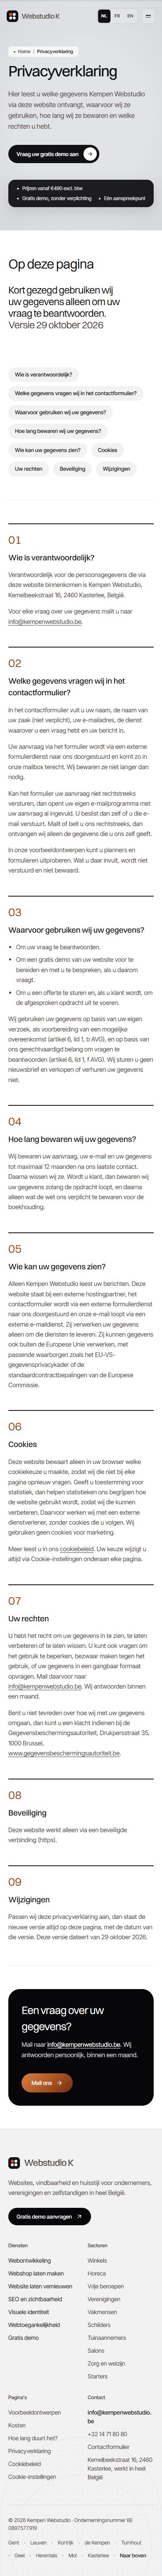 Webstudio K
NL FR EN
Home / Privacyverklaring
Privacyverklaring
Hier leest u welke gegevens Kempen Webstudio
via deze website ontvangt, waarvoor wij ze
gebruiken, hoe lang wij ze bewaren en welke
rechten u hebt.
Vraag uw gratis demo aan
Prijzen vanaf €490 excl. btw
Gratis demo, zonder verplichting
Eén aanspreekpunt
Op deze pagina
Kort gezegd gebruiken wij
uw gegevens alleen om uw
vraag te beantwoorden.
Versie 29 oktober 2026
Wie is verantwoordelijk?
Welke gegevens vragen wij in het contactformulier?
Waarvoor gebruiken wij uw gegevens?
Hoe lang bewaren wij uw gegevens?
Wie kan uw gegevens zien?
Cookies
Uw rechten
Beveiliging
Wijzigingen
01
Wie is verantwoordelijk?
Verantwoordelijk voor de persoonsgegevens die via
deze website binnenkomen is Kempen Webstudio,
Kemelbeekstraat 16, 2460 Kasterlee, België.
Voor elke vraag over uw gegevens mailt u naar
info@kempenwebstudio.be.
02
Welke gegevens vragen wij in het
contactformulier?
In het contactformulier vult u uw naam, de naam van
uw zaak (niet verplicht), uw e-mailadres, de dienst
waarover u een vraag hebt en uw bericht in.
Uw aanvraag via het formulier wordt via een externe
formulierdienst naar ons doorgestuurd en komt zo in
onze mailbox terecht. Wij bewaren ze niet langer dan
nodig.
Kan het formulier uw aanvraag niet rechtstreeks
versturen, dan opent uw eigen e-mailprogramma met
uw aanvraag al ingevuld. U beslist dan zelf of u die e-
mail verstuurt. Mailt of belt u ons rechtstreeks, dan
ontvangen wij alleen de gegevens die u ons zelf geeft.
In onze voorbeeldontwerpen kunt u plannen en
formulieren uitproberen. Wat u daar invult, wordt niet
verstuurd en niet bewaard.
03
Waarvoor gebruiken wij uw gegevens?
Om uw vraag te beantwoorden.
Om een gratis demo van uw website voor te
bereiden en met u te bespreken, als u daarom
vraagt.
Om u een offerte te sturen en, als u klant wordt, om
de afgesproken opdracht uit te voeren.
Wij gebruiken uw gegevens op basis van uw eigen
verzoek, als voorbereiding van een mogelijke
overeenkomst (artikel 6, lid 1, b AVG), en op basis van
ons gerechtvaardigd belang om vragen te
beantwoorden (artikel 6, lid 1, f AVG). Wij sturen u geen
nieuwsbrief en verkopen of verhuren uw gegevens
niet.
04
Hoe lang bewaren wij uw gegevens?
Wij bewaren uw aanvraag, uw e-mail en uw gegevens
tot maximaal 12 maanden na ons laatste contact.
Daarna wissen wij ze. Wordt u klant, dan bewaren wij
uw gegevens zolang de opdracht loopt, en daarna
alleen wat de wet ons verplicht te bewaren voor de
boekhouding.
05
Wie kan uw gegevens zien?
Alleen Kempen Webstudio leest uw berichten. Deze
website staat bij een externe hostingpartner, het
contactformulier wordt via een externe formulierdienst
naar ons doorgestuurd en onze e-mail loopt via een
externe e-maildienst. Zij verwerken uw gegevens
alleen om die diensten te leveren. Zij kunnen gegevens
ook buiten de Europese Unie verwerken, met
passende waarborgen zoals het EU-VS-
gegevensprivacykader of de
standaardcontractbepalingen van de Europese
Commissie.
06
Cookies
Deze website bewaart alleen in uw browser welke
cookiekeuze u maakte, zodat wij die niet bij elke
pagina opnieuw vragen. Geeft u toestemming voor
statistieken, dan helpen statistiekcookies ons begrijpen hoe
de website gebruikt wordt, zodat wij die kunnen
verbeteren. Daarvoor werken wij met een externe
dienstverlener, zonder cookies die u volgen. Wij
gebruiken geen cookies voor marketing.
Meer leest u in ons cookiebeleid. Uw keuze wijzigt u
altijd via Cookie-instellingen onderaan elke pagina.
07
Uw rechten
U hebt het recht om uw gegevens in te zien, te laten
verbeteren of te laten wissen. U kunt ook vragen om
het gebruik te beperken, bezwaar maken tegen het
gebruik, of uw gegevens in een gangbaar formaat
opvragen. Mail daarvoor naar
info@kempenwebstudio.be. Wij antwoorden binnen
een maand.
Bent u niet tevreden over hoe wij met uw gegevens
omgaan, dan kunt u een klacht indienen bij de
Gegevensbeschermingsautoriteit, Drukpersstraat 35,
1000 Brussel,
www.gegevensbeschermingsautoriteit.be.
08
Beveiliging
Deze website werkt alleen via een beveiligde
verbinding (https).
09
Wijzigingen
Passen wij deze privacyverklaring aan, dan staat de
nieuwe versie altijd op deze pagina, met de datum van
de versie. Deze versie dateert van 29 oktober 2026.
Een vraag over uw
gegevens?
Mail naar info@kempenwebstudio.be. Wij
antwoorden persoonlijk, binnen een maand.
Mail ons
Webstudio K
Websites, vindbaarheid en huisstijl voor ondernemers,
verenigingen en zelfstandigen in heel België.
Gratis demo aanvragen
Diensten
Webontwikkeling
Webshop laten maken
Website laten vernieuwen
SEO en zichtbaarheid
Visuele identiteit
Webtoegankelijkheid
Gratis demo
Sectoren
Winkels
Horeca
Vrije beroepen
Verenigingen
Vakmensen
Schilders
Tuinaannemers
Salons
Zorg en welzijn
Starters
Pagina's
Voorbeeldontwerpen
Kosten
Hoe lang duurt het?
Privacyverklaring
Cookiebeleid
Cookie-instellingen
Contact
info@kempenwebstudio.
be
+32 14 71 80 80
Contactformulier
Kemelbeekstraat 16, 2460
Kasterlee, werkt in heel
België
© 2026 Kempen Webstudio · Ondernemingsnummer BE
0897.577.919
Gent · Leuven · Kortrijk · de Kempen · Turnhout
· Geel · Herentals · Mol · Kasterlee · Naar boven